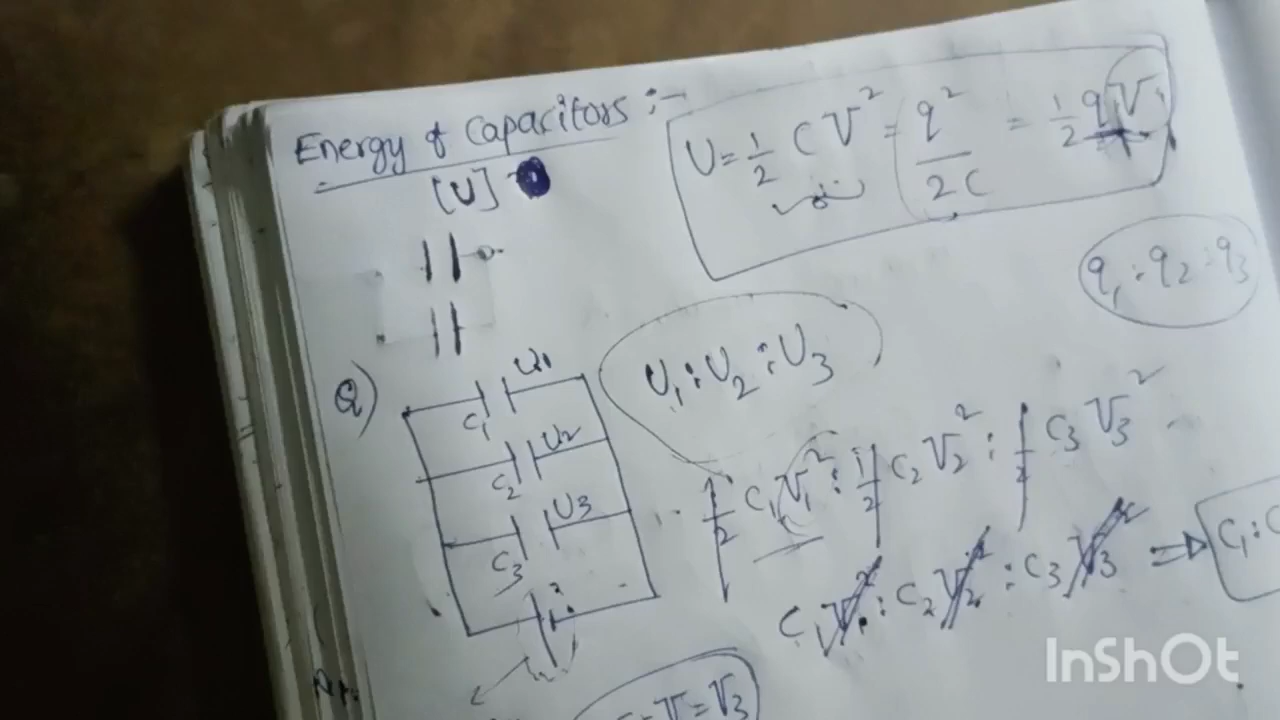 Energy of Capacitors :-
[U]
U = 1/2 CV² = q²/2C = 1/2 qV
q₁ : q₂ : q₃
Q)
U₁
C₁
U₂
C₂
U₃
C₃
U₁ : U₂ : U₃
1/2 C₁V₁² : 1/2 C₂V₂² : 1/2 C₃V₃²
C₁V₁² : C₂V₂² : C₃V₃² ⇒ C₁ : C
= V₃
InShOt